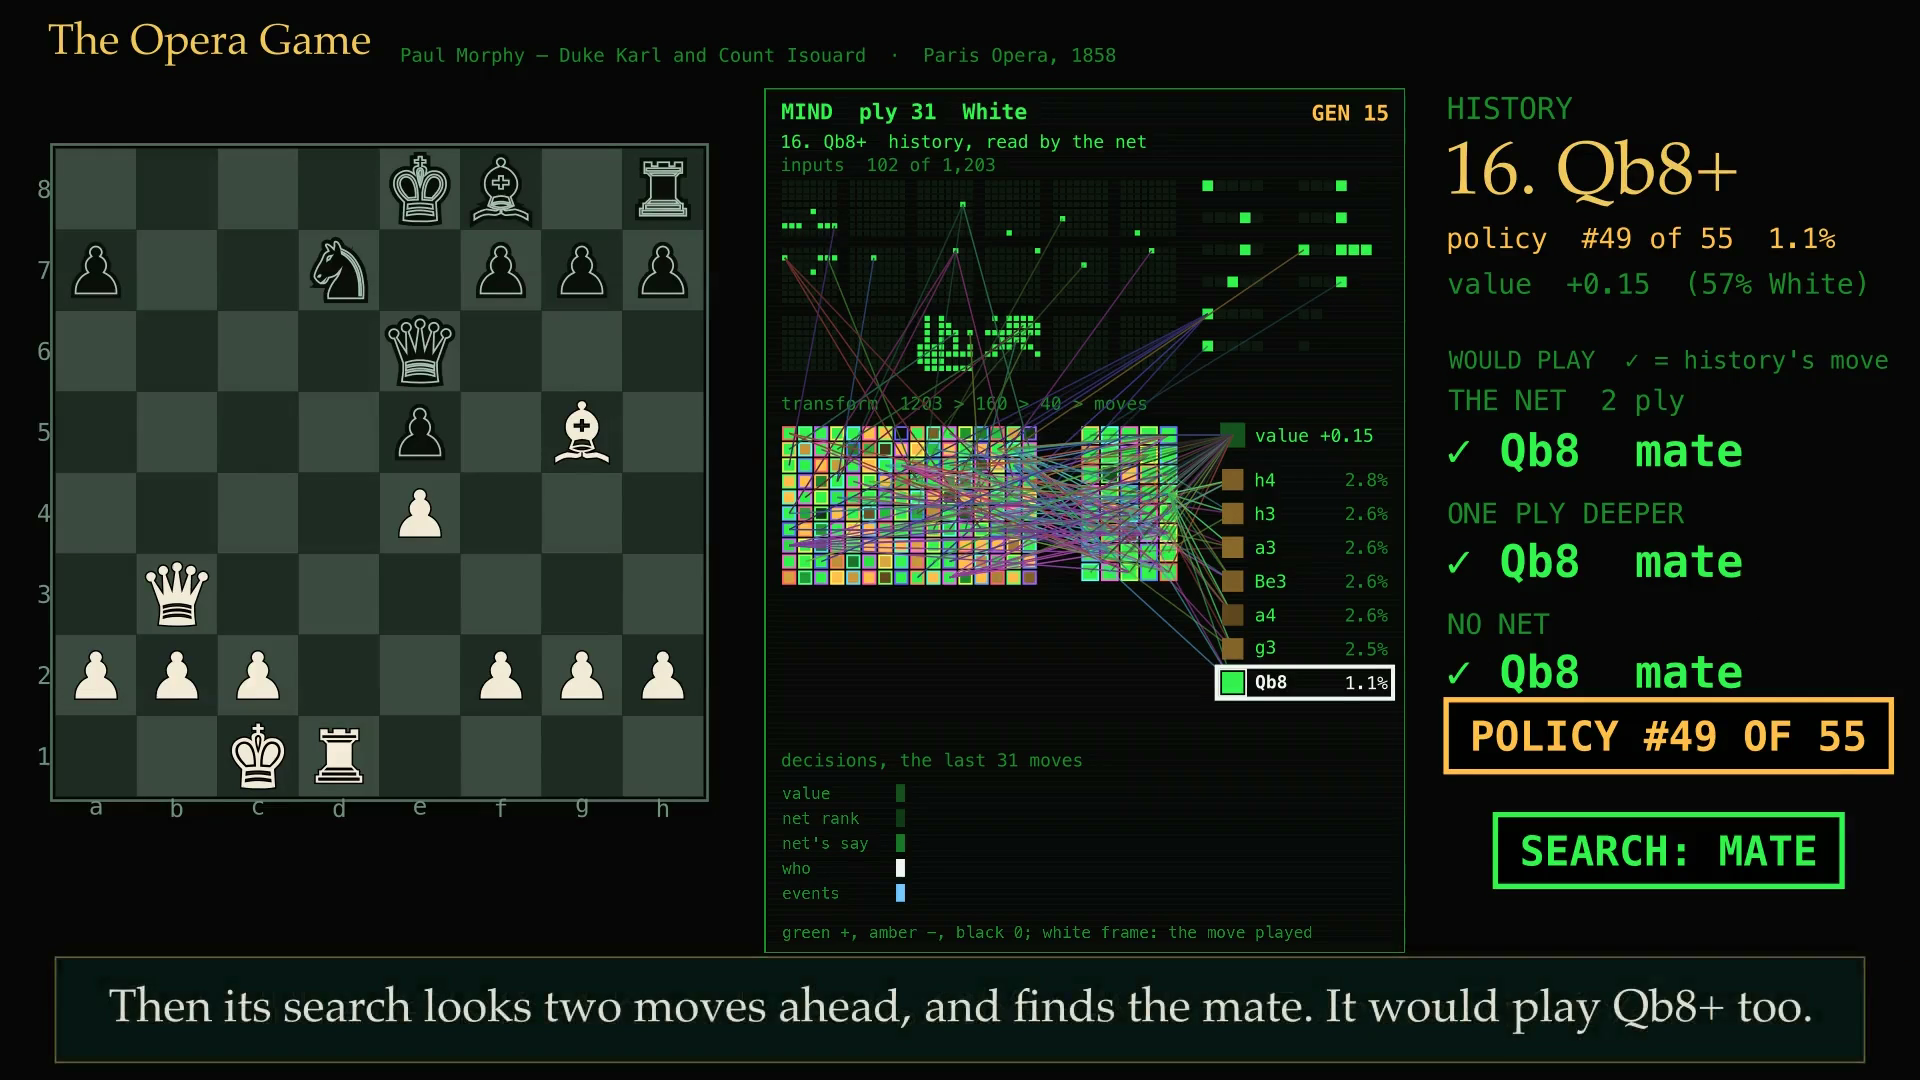 The Opera Game
Paul Morphy — Duke Karl and Count Isouard · Paris Opera, 1858
8
7
6
5
4
3
2
1
a b c d e f g h
MIND ply 31 White GEN 15
16. Qb8+ history, read by the net
inputs 102 of 1,203
transform 1203 > 160 > 40 > moves
value +0.15
h4 2.8%
h3 2.6%
a3 2.6%
Be3 2.6%
a4 2.6%
g3 2.5%
Qb8 1.1%
decisions, the last 31 moves
value
net rank
net's say
who
events
green +, amber −, black 0; white frame: the move played
HISTORY
16. Qb8+
policy #49 of 55 1.1%
value +0.15 (57% White)
WOULD PLAY ✓ = history's move
THE NET 2 ply
✓ Qb8 mate
ONE PLY DEEPER
✓ Qb8 mate
NO NET
✓ Qb8 mate
POLICY #49 OF 55
SEARCH: MATE
Then its search looks two moves ahead, and finds the mate. It would play Qb8+ too.